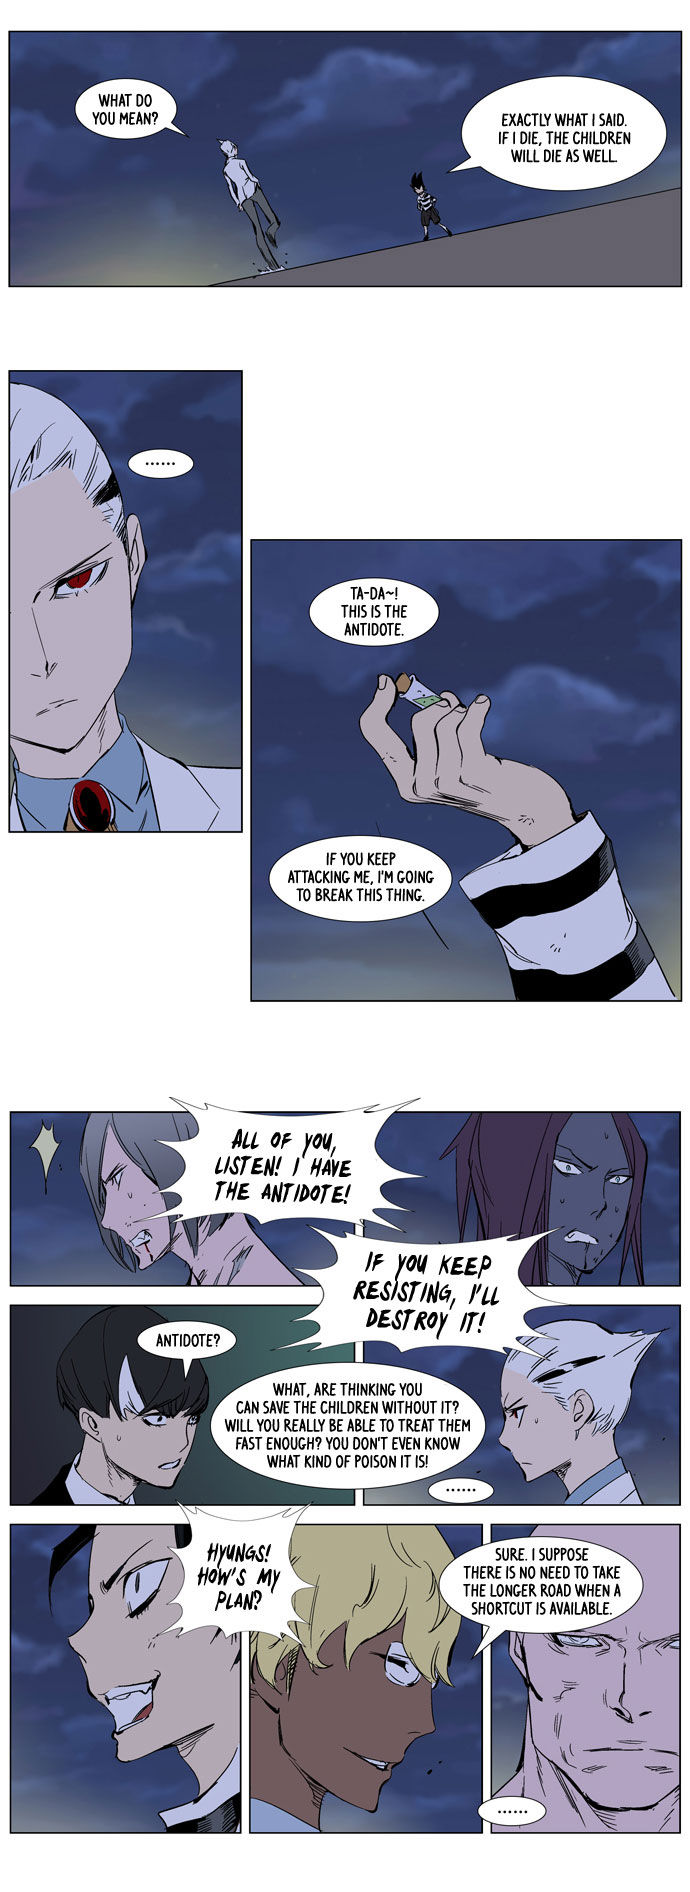 WHAT DO
YOU MEAN?
EXACTLY WHAT I SAID.
IF I DIE, THE CHILDREN
WILL DIE AS WELL.
......
TA-DA~!
THIS IS THE
ANTIDOTE.
IF YOU KEEP
ATTACKING ME, I'M GOING
TO BREAK THIS THING.
ALL OF YOU,
LISTEN! I HAVE
THE ANTIDOTE!
IF YOU KEEP
RESISTING, I'LL
DESTROY IT!
ANTIDOTE?
WHAT, ARE THINKING YOU
CAN SAVE THE CHILDREN WITHOUT IT?
WILL YOU REALLY BE ABLE TO TREAT THEM
FAST ENOUGH? YOU DON'T EVEN KNOW
WHAT KIND OF POISON IT IS!
......
HYUNGS!
HOW'S MY
PLAN?
SURE. I SUPPOSE
THERE IS NO NEED TO TAKE
THE LONGER ROAD WHEN A
SHORTCUT IS AVAILABLE.
......